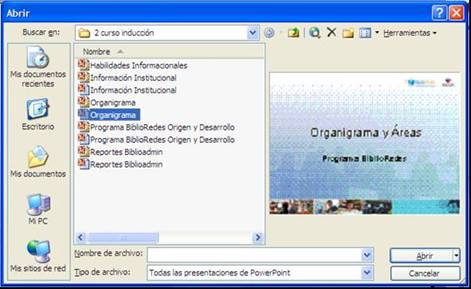 Abrir
Buscar en: 2 curso inducción Herramientas
Nombre
Habilidades Informacionales
Información Institucional
Información Institucional
Organigrama
Organigrama
Programa BiblioRedes Origen y Desarrollo
Programa BiblioRedes Origen y Desarrollo
Reportes Biblioadmin
Reportes Biblioadmin
Mis documentos
recientes
Escritorio
Mis documentos
Mi PC
Mis sitios de red
Organigrama y Áreas
Programa BiblioRedes
Nombre de archivo: Abrir
Tipo de archivo: Todas las presentaciones de PowerPoint Cancelar